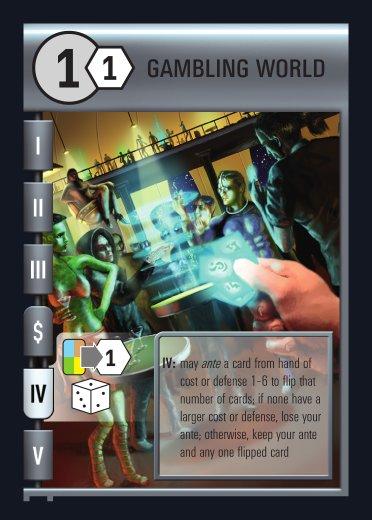 1 1 GAMBLING WORLD
I
II
III
$
IV
V
1
IV: may ante a card from hand of
cost or defense 1-6 to flip that
number of cards; if none have a
larger cost or defense, lose your
ante; otherwise, keep your ante
and any one flipped card